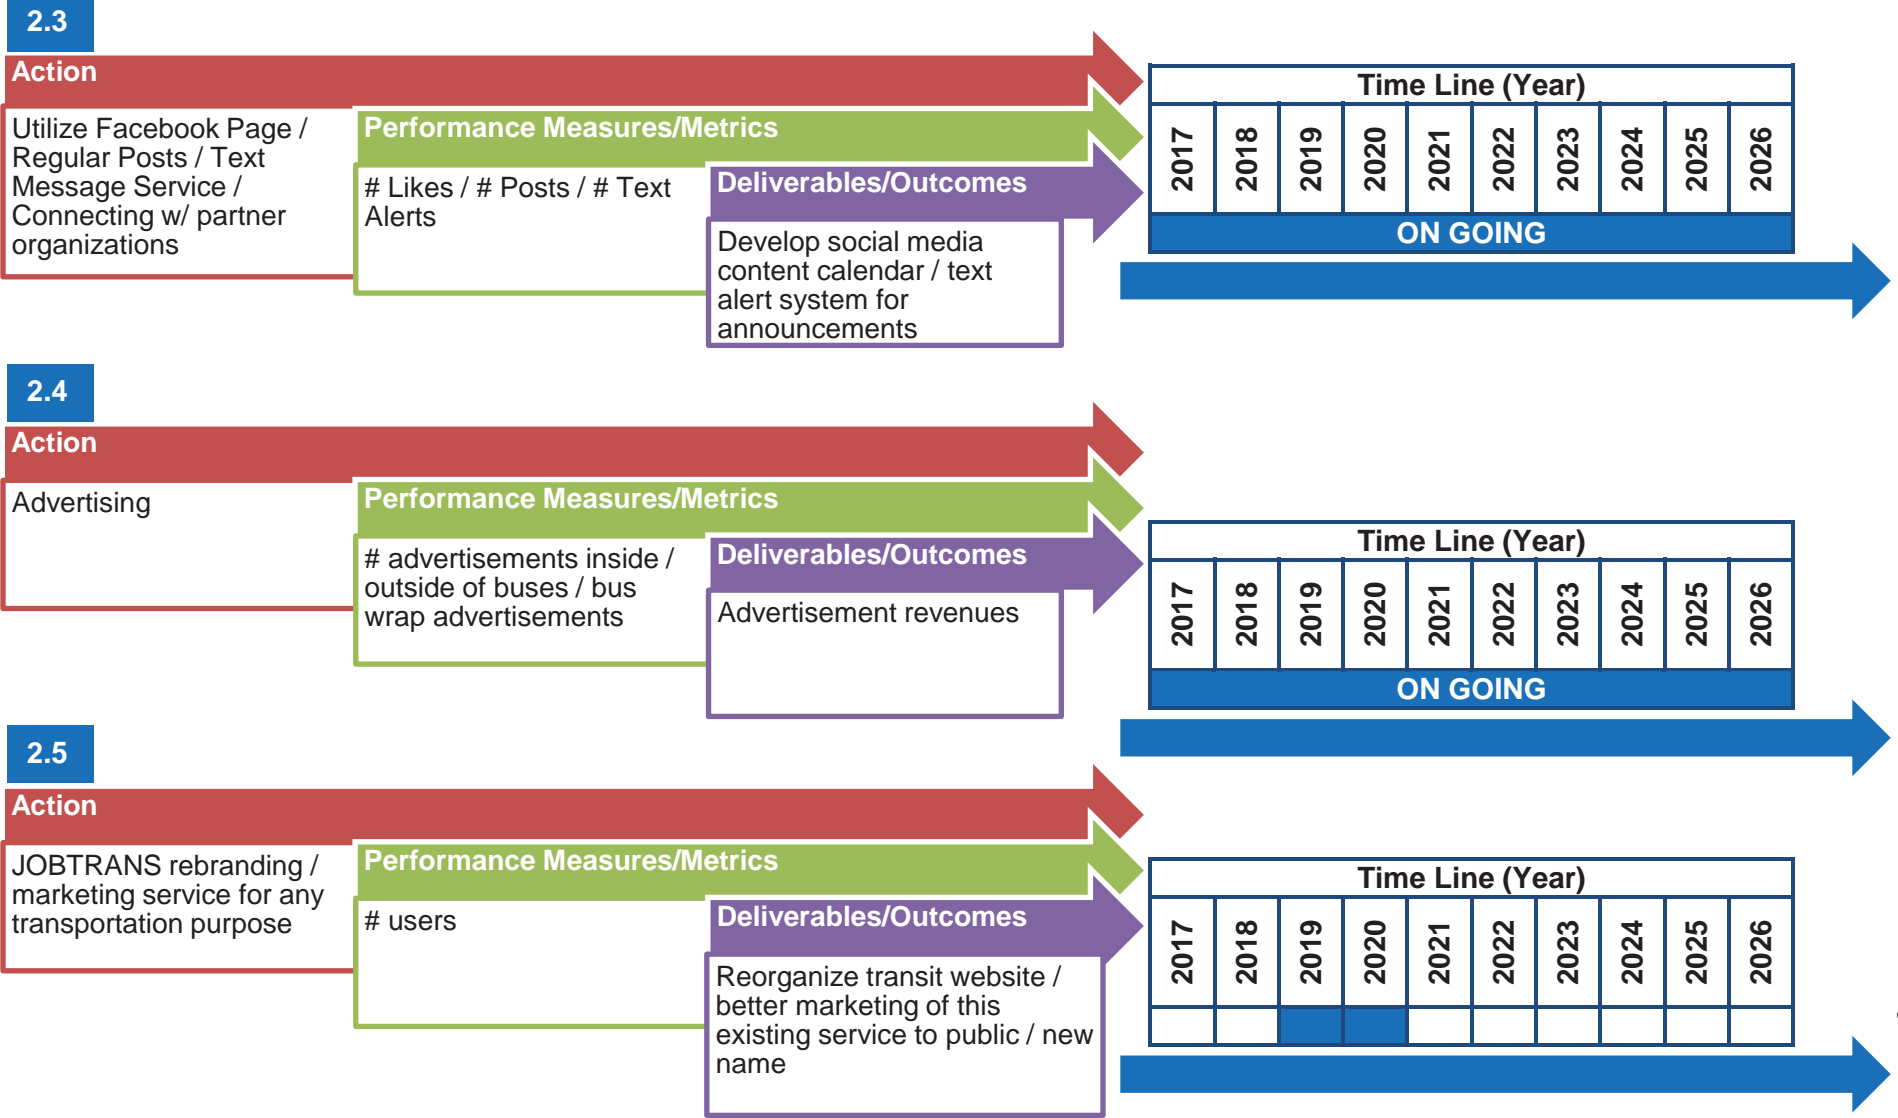 2.3
Action
Utilize Facebook Page /
Regular Posts / Text
Message Service /
Connecting w/ partner
organizations
Performance Measures/Metrics
# Likes / # Posts / # Text
Alerts
Deliverables/Outcomes
Develop social media
content calendar / text
alert system for
announcements
Time Line (Year)
2017 2018 2019 2020 2021 2022 2023 2024 2025 2026
ON GOING
2.4
Action
Advertising
Performance Measures/Metrics
# advertisements inside /
outside of buses / bus
wrap advertisements
Deliverables/Outcomes
Advertisement revenues
Time Line (Year)
2017 2018 2019 2020 2021 2022 2023 2024 2025 2026
ON GOING
2.5
Action
JOBTRANS rebranding /
marketing service for any
transportation purpose
Performance Measures/Metrics
# users
Deliverables/Outcomes
Reorganize transit website /
better marketing of this
existing service to public / new
name
Time Line (Year)
2017 2018 2019 2020 2021 2022 2023 2024 2025 2026